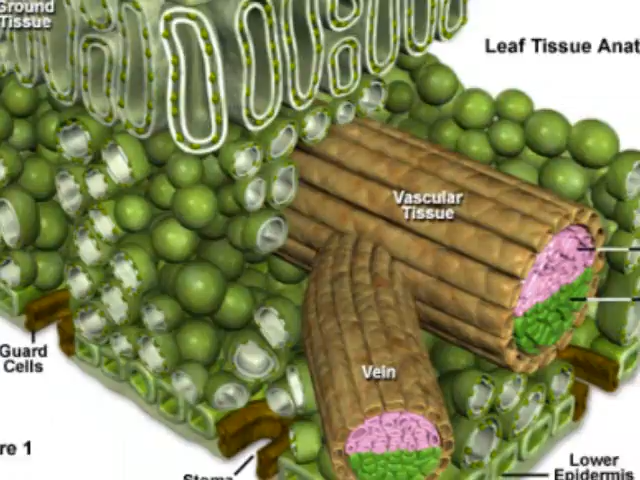 Ground
Tissue
Leaf Tissue Anat
Vascular
Tissue
Guard
Cells
Vein
re 1
Stoma
Lower
Epidermis